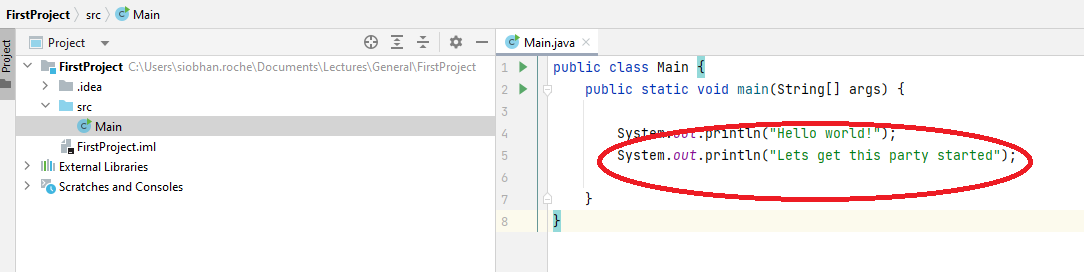 FirstProject src Main
Project
Project
FirstProject C:\Users\siobhan.roche\Documents\Lectures\General\FirstProject
.idea
src
Main
FirstProject.iml
External Libraries
Scratches and Consoles
Main.java
1 public class Main {
2 public static void main(String[] args) {
3
4 System.out.println("Hello world!");
5 System.out.println("Lets get this party started");
6
7 }
8 }